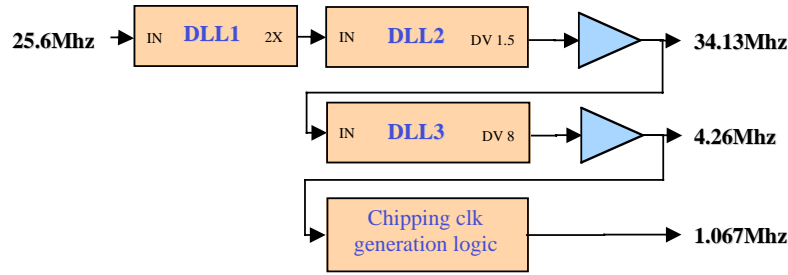 25.6Mhz IN DLL1 2X IN DLL2 DV 1.5 34.13Mhz
IN DLL3 DV 8 4.26Mhz
Chipping clk
generation logic
1.067Mhz